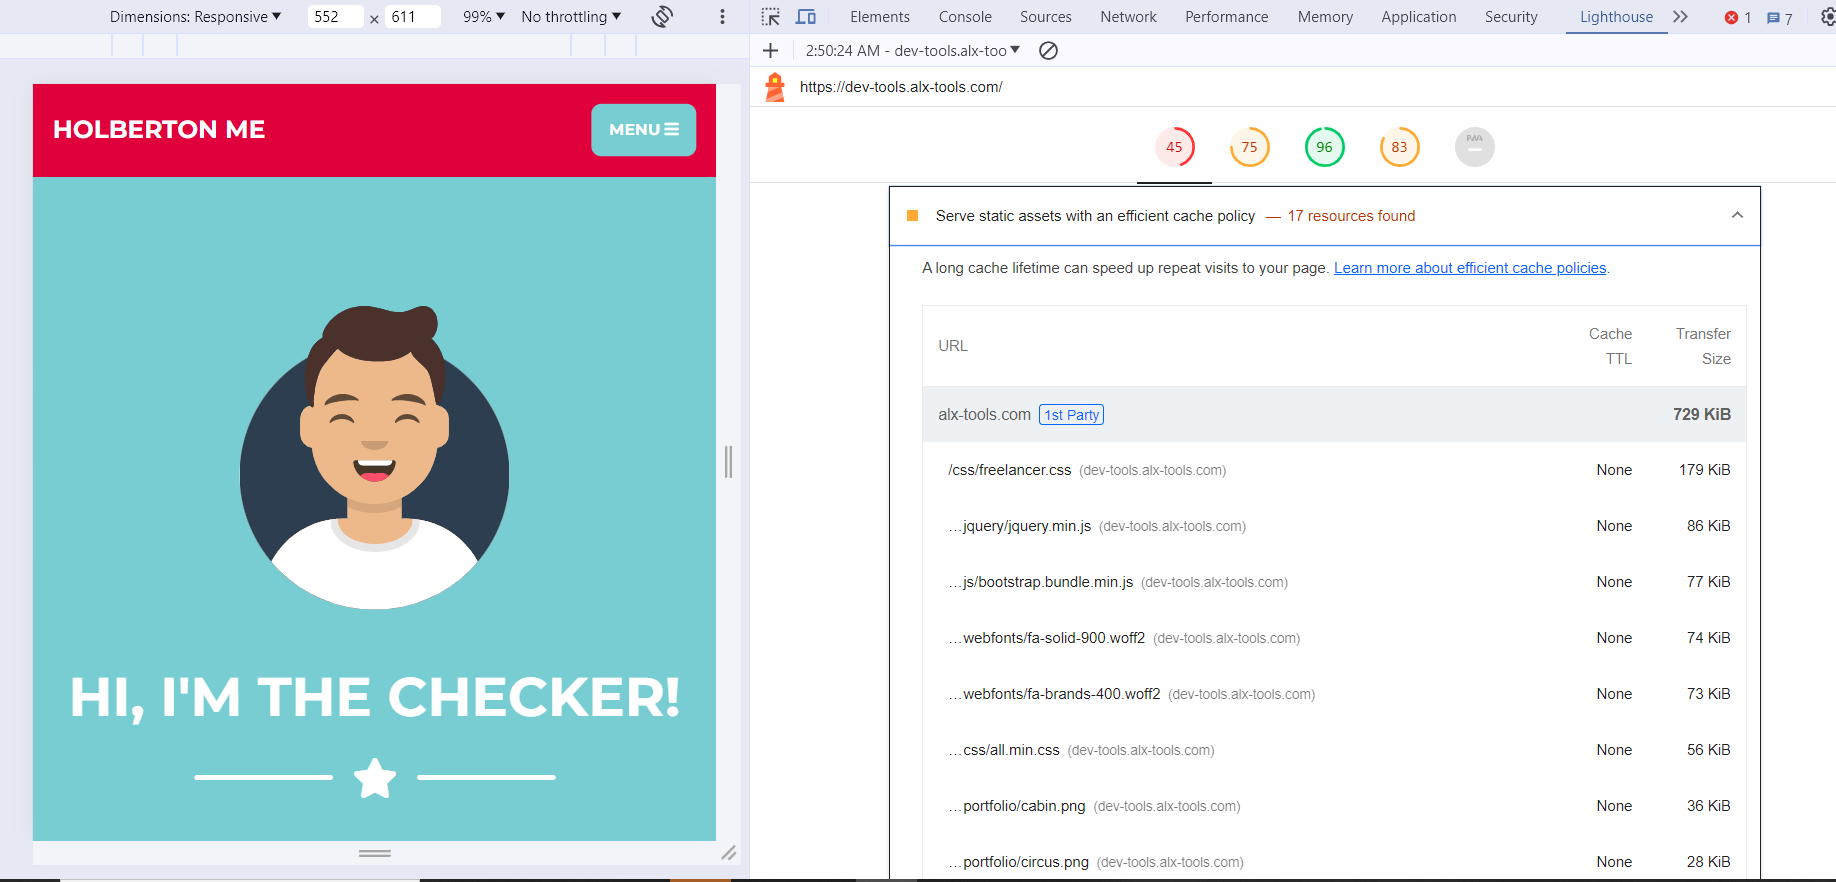 Dimensions: Responsive ▼ 552 × 611 99% ▼ No throttling ▼
Elements Console Sources Network Performance Memory Application Security Lighthouse 1 7
2:50:24 AM - dev-tools.alx-too ▼
https://dev-tools.alx-tools.com/
45 75 96 83 PWA
HOLBERTON ME
MENU
HI, I'M THE CHECKER!
Serve static assets with an efficient cache policy — 17 resources found
A long cache lifetime can speed up repeat visits to your page. Learn more about efficient cache policies.
URL Cache TTL Transfer Size
alx-tools.com 1st Party 729 KiB
/css/freelancer.css (dev-tools.alx-tools.com) None 179 KiB
…jquery/jquery.min.js (dev-tools.alx-tools.com) None 86 KiB
…js/bootstrap.bundle.min.js (dev-tools.alx-tools.com) None 77 KiB
…webfonts/fa-solid-900.woff2 (dev-tools.alx-tools.com) None 74 KiB
…webfonts/fa-brands-400.woff2 (dev-tools.alx-tools.com) None 73 KiB
…css/all.min.css (dev-tools.alx-tools.com) None 56 KiB
…portfolio/cabin.png (dev-tools.alx-tools.com) None 36 KiB
…portfolio/circus.png (dev-tools.alx-tools.com) None 28 KiB